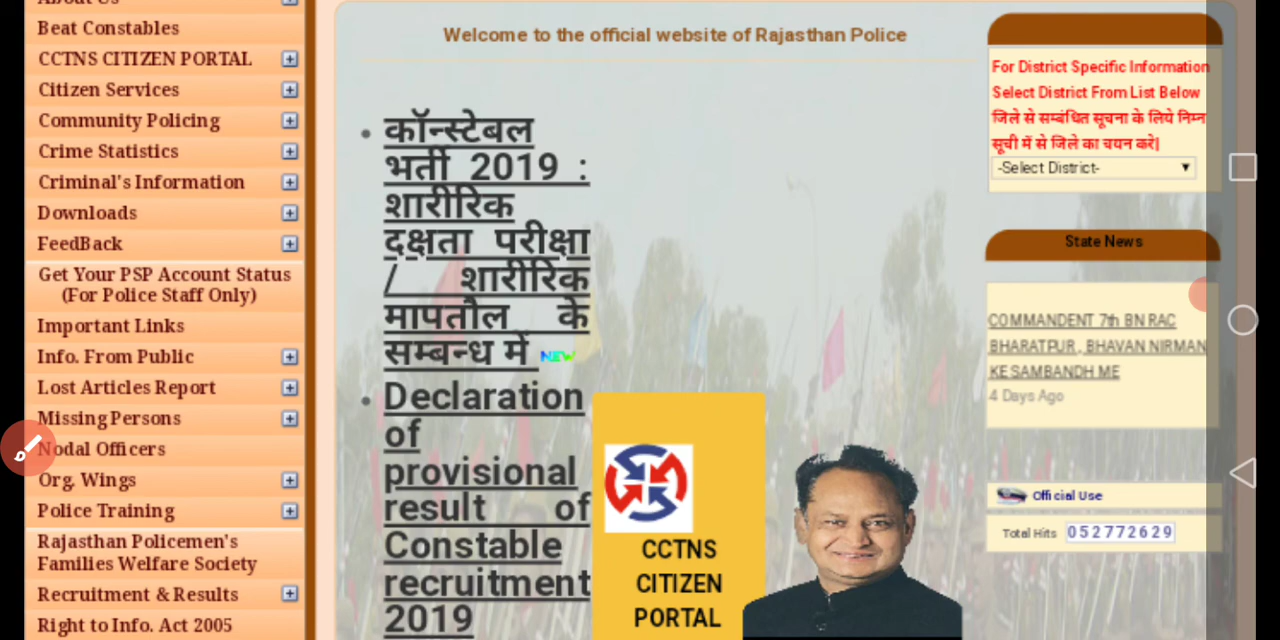 About Us
Beat Constables
CCTNS CITIZEN PORTAL
Citizen Services
Community Policing
Crime Statistics
Criminal's Information
Downloads
FeedBack
Get Your PSP Account Status
(For Police Staff Only)
Important Links
Info. From Public
Lost Articles Report
Missing Persons
Nodal Officers
Org. Wings
Police Training
Rajasthan Policemen's
Families Welfare Society
Recruitment & Results
Right to Info. Act 2005
Welcome to the official website of Rajasthan Police
कॉन्स्टेबल
भर्ती 2019 :
शारीरिक
दक्षता परीक्षा
/ शारीरिक
मापतौल के
सम्बन्ध में NEW
Declaration
of
provisional
result of
Constable
recruitment
2019
CCTNS
CITIZEN
PORTAL
For District Specific Information
Select District From List Below
जिले से सम्बंधित सूचना के लिये निम्न
सूची में से जिले का चयन करे|
-Select District-
State News
COMMANDENT 7th BN RAC
BHARATPUR , BHAVAN NIRMAN
KE SAMBANDH ME
4 Days Ago
Official Use
Total Hits 052772629